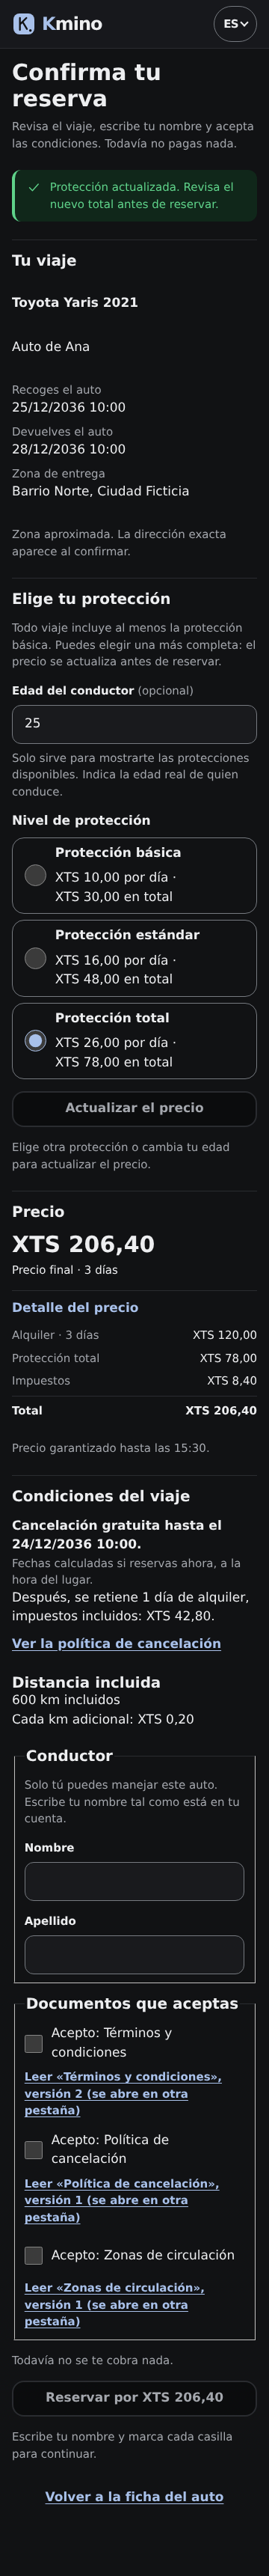 Kmino
ES
Confirma tu
reserva
Revisa el viaje, escribe tu nombre y acepta
las condiciones. Todavía no pagas nada.
Protección actualizada. Revisa el
nuevo total antes de reservar.
Tu viaje
Toyota Yaris 2021
Auto de Ana
Recoges el auto
25/12/2036 10:00
Devuelves el auto
28/12/2036 10:00
Zona de entrega
Barrio Norte, Ciudad Ficticia
Zona aproximada. La dirección exacta
aparece al confirmar.
Elige tu protección
Todo viaje incluye al menos la protección
básica. Puedes elegir una más completa: el
precio se actualiza antes de reservar.
Edad del conductor (opcional)
25
Solo sirve para mostrarte las protecciones
disponibles. Indica la edad real de quien
conduce.
Nivel de protección
Protección básica
XTS 10,00 por día ·
XTS 30,00 en total
Protección estándar
XTS 16,00 por día ·
XTS 48,00 en total
Protección total
XTS 26,00 por día ·
XTS 78,00 en total
Actualizar el precio
Elige otra protección o cambia tu edad
para actualizar el precio.
Precio
XTS 206,40
Precio final · 3 días
Detalle del precio
Alquiler · 3 días XTS 120,00
Protección total XTS 78,00
Impuestos XTS 8,40
Total XTS 206,40
Precio garantizado hasta las 15:30.
Condiciones del viaje
Cancelación gratuita hasta el
24/12/2036 10:00.
Fechas calculadas si reservas ahora, a la
hora del lugar.
Después, se retiene 1 día de alquiler,
impuestos incluidos: XTS 42,80.
Ver la política de cancelación
Distancia incluida
600 km incluidos
Cada km adicional: XTS 0,20
Conductor
Solo tú puedes manejar este auto.
Escribe tu nombre tal como está en tu
cuenta.
Nombre
Apellido
Documentos que aceptas
Acepto: Términos y
condiciones
Leer «Términos y condiciones»,
versión 2 (se abre en otra
pestaña)
Acepto: Política de
cancelación
Leer «Política de cancelación»,
versión 1 (se abre en otra
pestaña)
Acepto: Zonas de circulación
Leer «Zonas de circulación»,
versión 1 (se abre en otra
pestaña)
Todavía no se te cobra nada.
Reservar por XTS 206,40
Escribe tu nombre y marca cada casilla
para continuar.
Volver a la ficha del auto